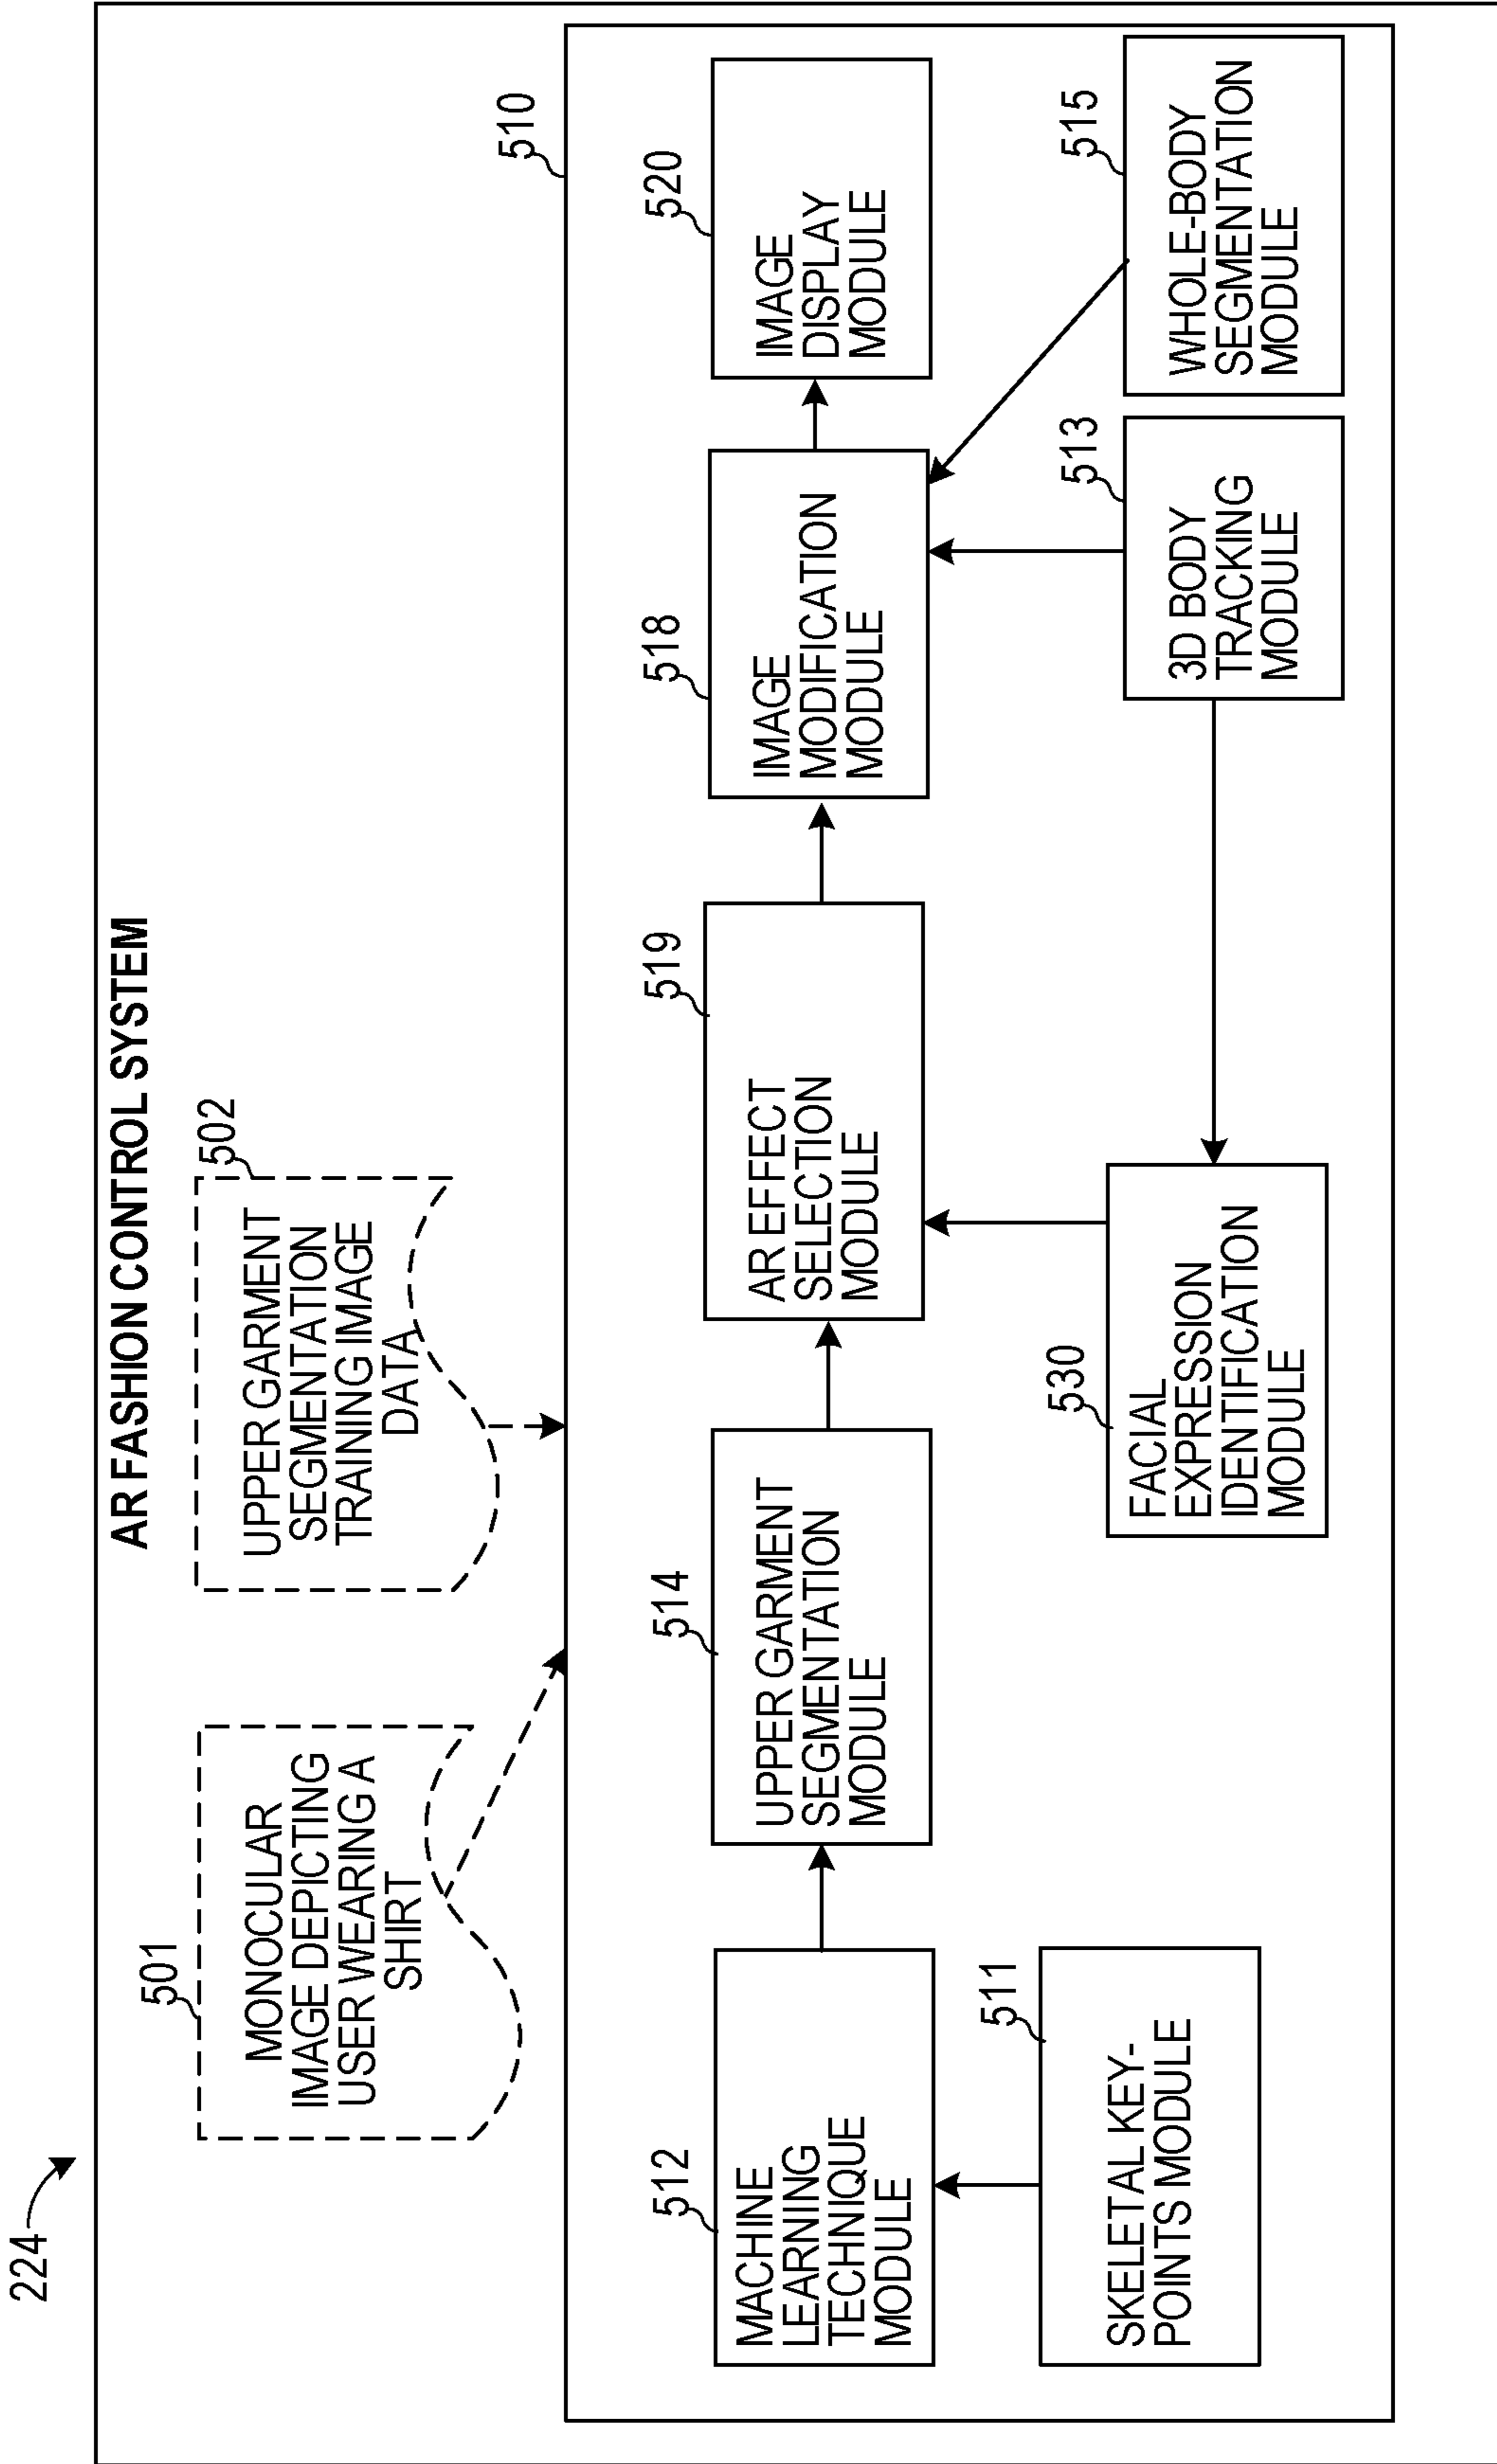 224
AR FASHION CONTROL SYSTEM
501
MONOCULAR
IMAGE DEPICTING
USER WEARING A
SHIRT
502
UPPER GARMENT
SEGMENTATION
TRAINING IMAGE
DATA
510
512
MACHINE
LEARNING
TECHNIQUE
MODULE
514
UPPER GARMENT
SEGMENTATION
MODULE
519
AR EFFECT
SELECTION
MODULE
518
IMAGE
MODIFICATION
MODULE
520
IMAGE
DISPLAY
MODULE
511
SKELETAL KEY-
POINTS MODULE
530
FACIAL
EXPRESSION
IDENTIFICATION
MODULE
513
3D BODY
TRACKING
MODULE
515
WHOLE-BODY
SEGMENTATION
MODULE